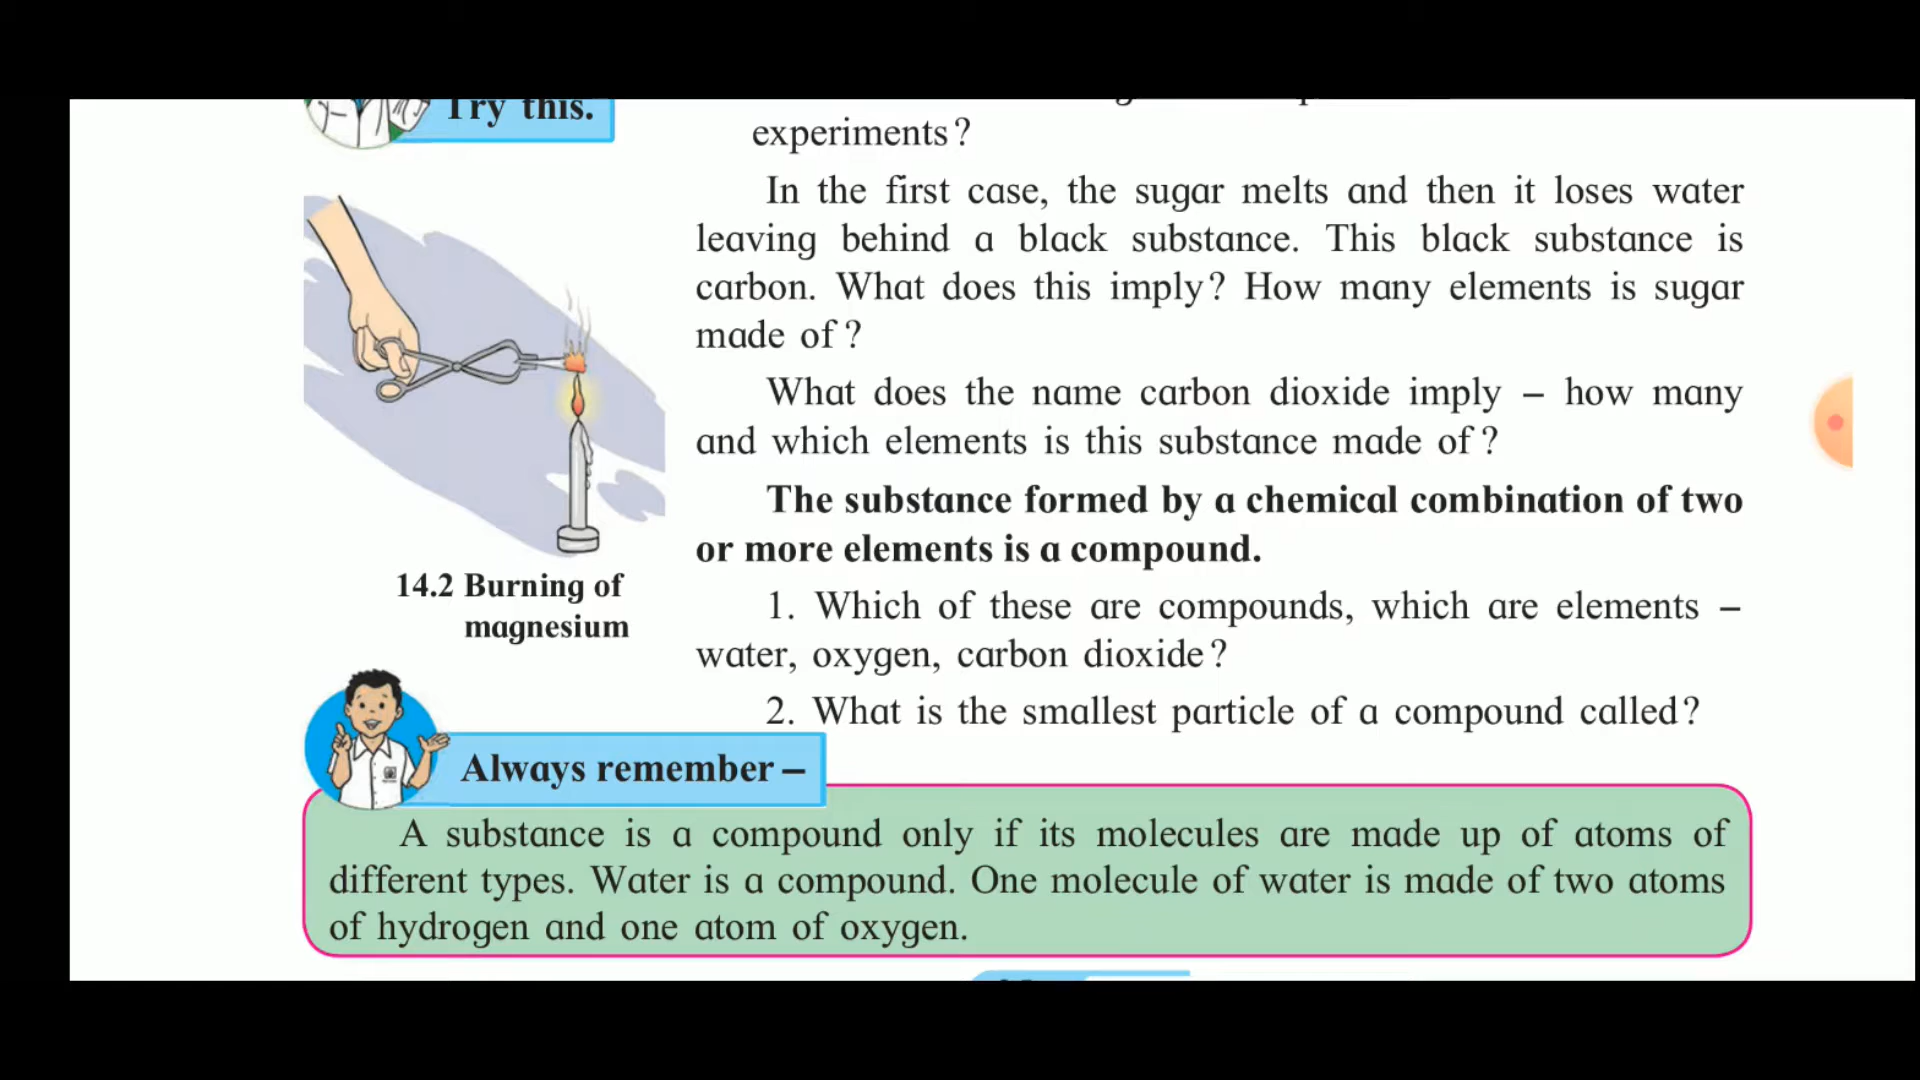 Try this.
experiments?
In the first case, the sugar melts and then it loses water
leaving behind a black substance. This black substance is
carbon. What does this imply? How many elements is sugar
made of?
What does the name carbon dioxide imply – how many
and which elements is this substance made of?
The substance formed by a chemical combination of two
or more elements is a compound.
1. Which of these are compounds, which are elements –
water, oxygen, carbon dioxide?
2. What is the smallest particle of a compound called?
14.2 Burning of
magnesium
Always remember –
A substance is a compound only if its molecules are made up of atoms of
different types. Water is a compound. One molecule of water is made of two atoms
of hydrogen and one atom of oxygen.